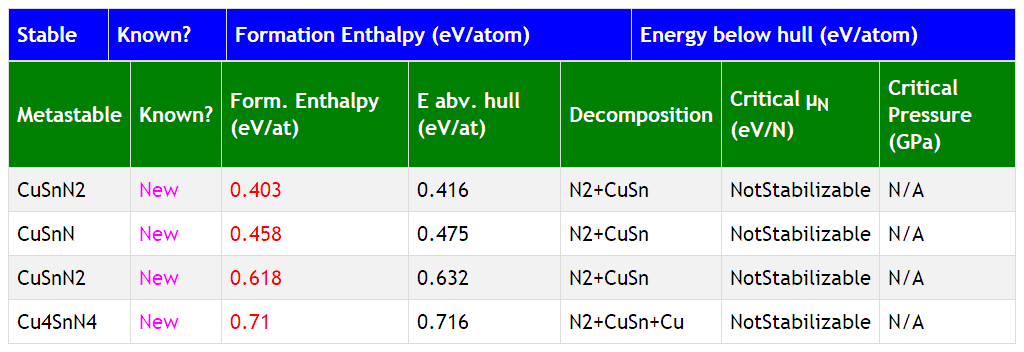 Stable Known? Formation Enthalpy (eV/atom) Energy below hull (eV/atom)
Metastable Known? Form. Enthalpy (eV/at) E abv. hull (eV/at) Decomposition Critical μN (eV/N) Critical Pressure (GPa)
CuSnN2 New 0.403 0.416 N2+CuSn NotStabilizable N/A
CuSnN New 0.458 0.475 N2+CuSn NotStabilizable N/A
CuSnN2 New 0.618 0.632 N2+CuSn NotStabilizable N/A
Cu4SnN4 New 0.71 0.716 N2+CuSn+Cu NotStabilizable N/A